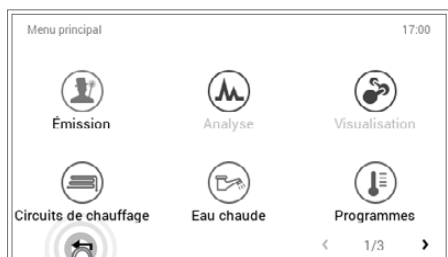 Menu principal 17:00
Émission Analyse Visualisation
Circuits de chauffage Eau chaude Programmes
1/3